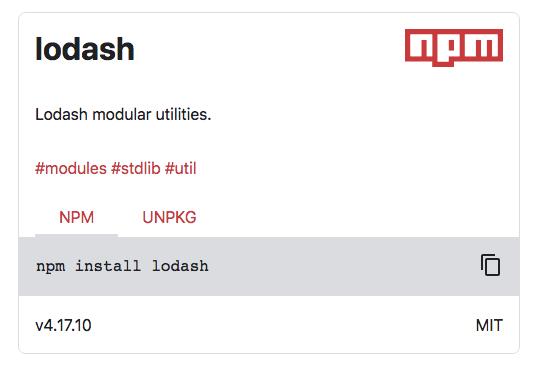 lodash
npm
Lodash modular utilities.
#modules #stdlib #util
NPM UNPKG
npm install lodash
v4.17.10 MIT